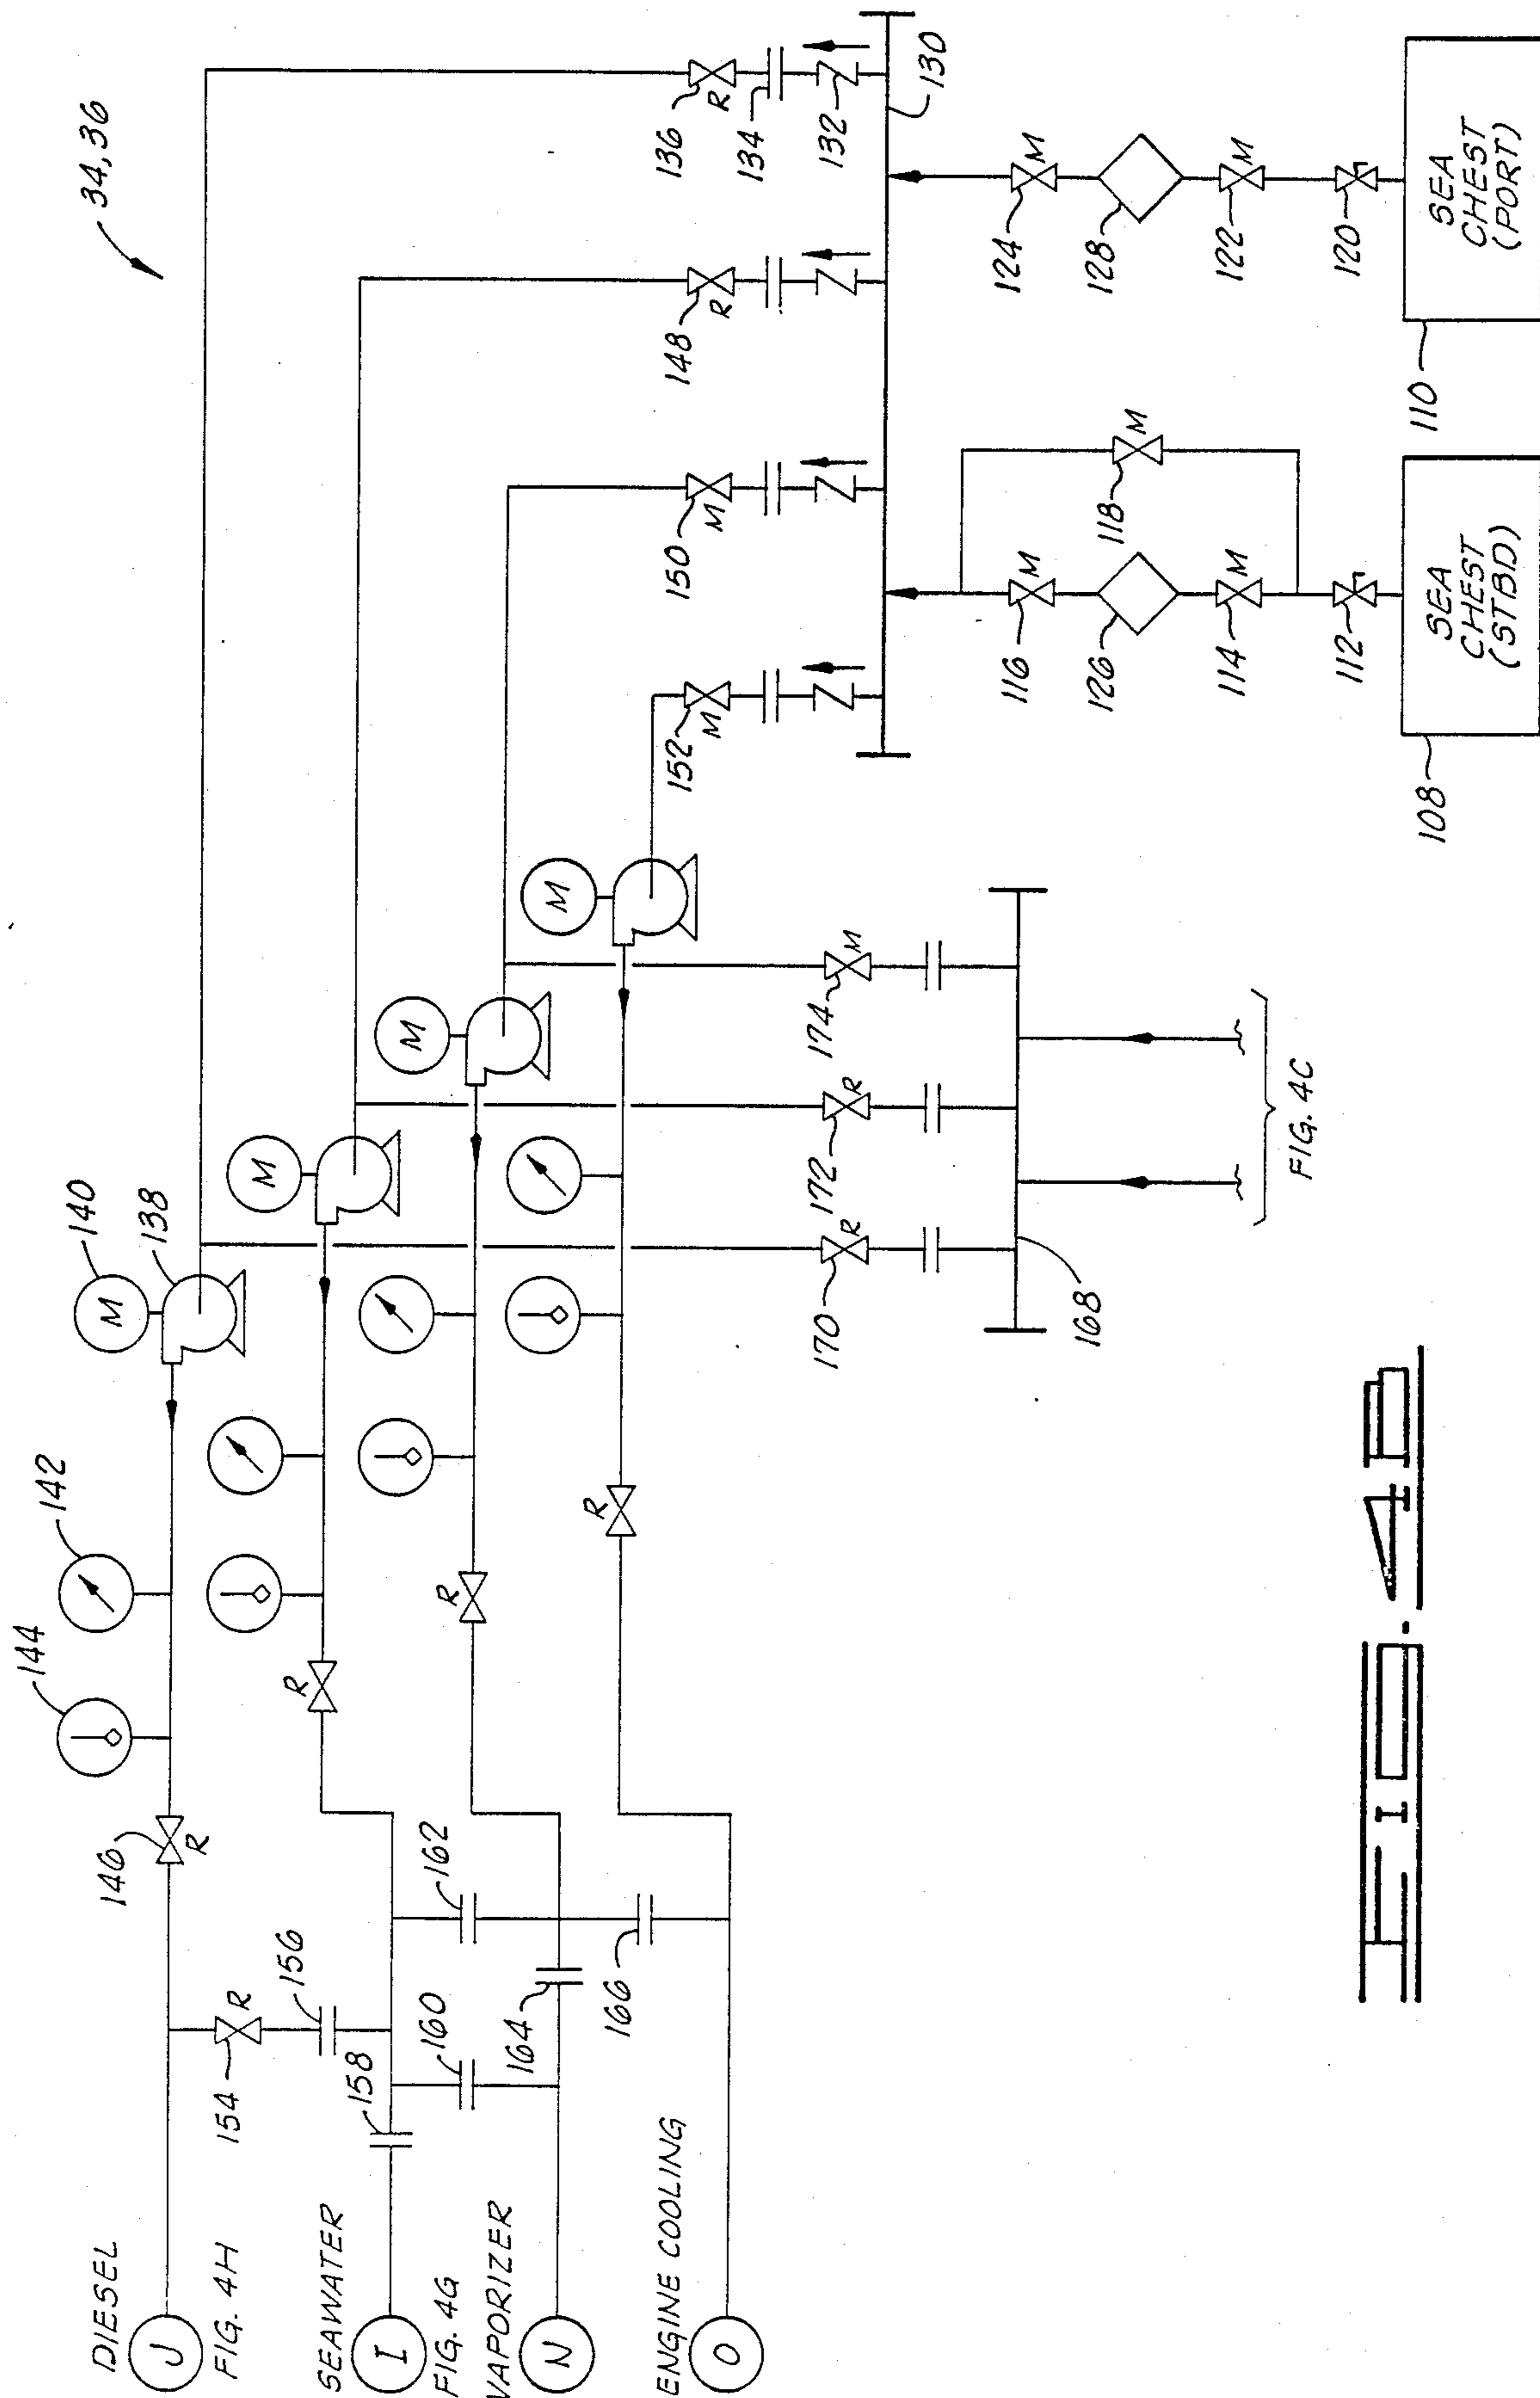 34,36
144
142
140
138
M
DIESEL
J
FIG. 4H
146
R
154
R
156
M
SEAWATER
I
FIG. 4G
158
160
162
R
M
VAPORIZER
N
164
166
R
M
ENGINE COOLING
O
R
136
R
134
132
148
R
150
M
152
M
130
170
R
172
R
174
M
168
FIG. 4C
116
M
126
114
M
118
M
112
124
M
128
122
M
120
108
SEA
CHEST
(STBD)
110
SEA
CHEST
(PORT)
FIG. 4B